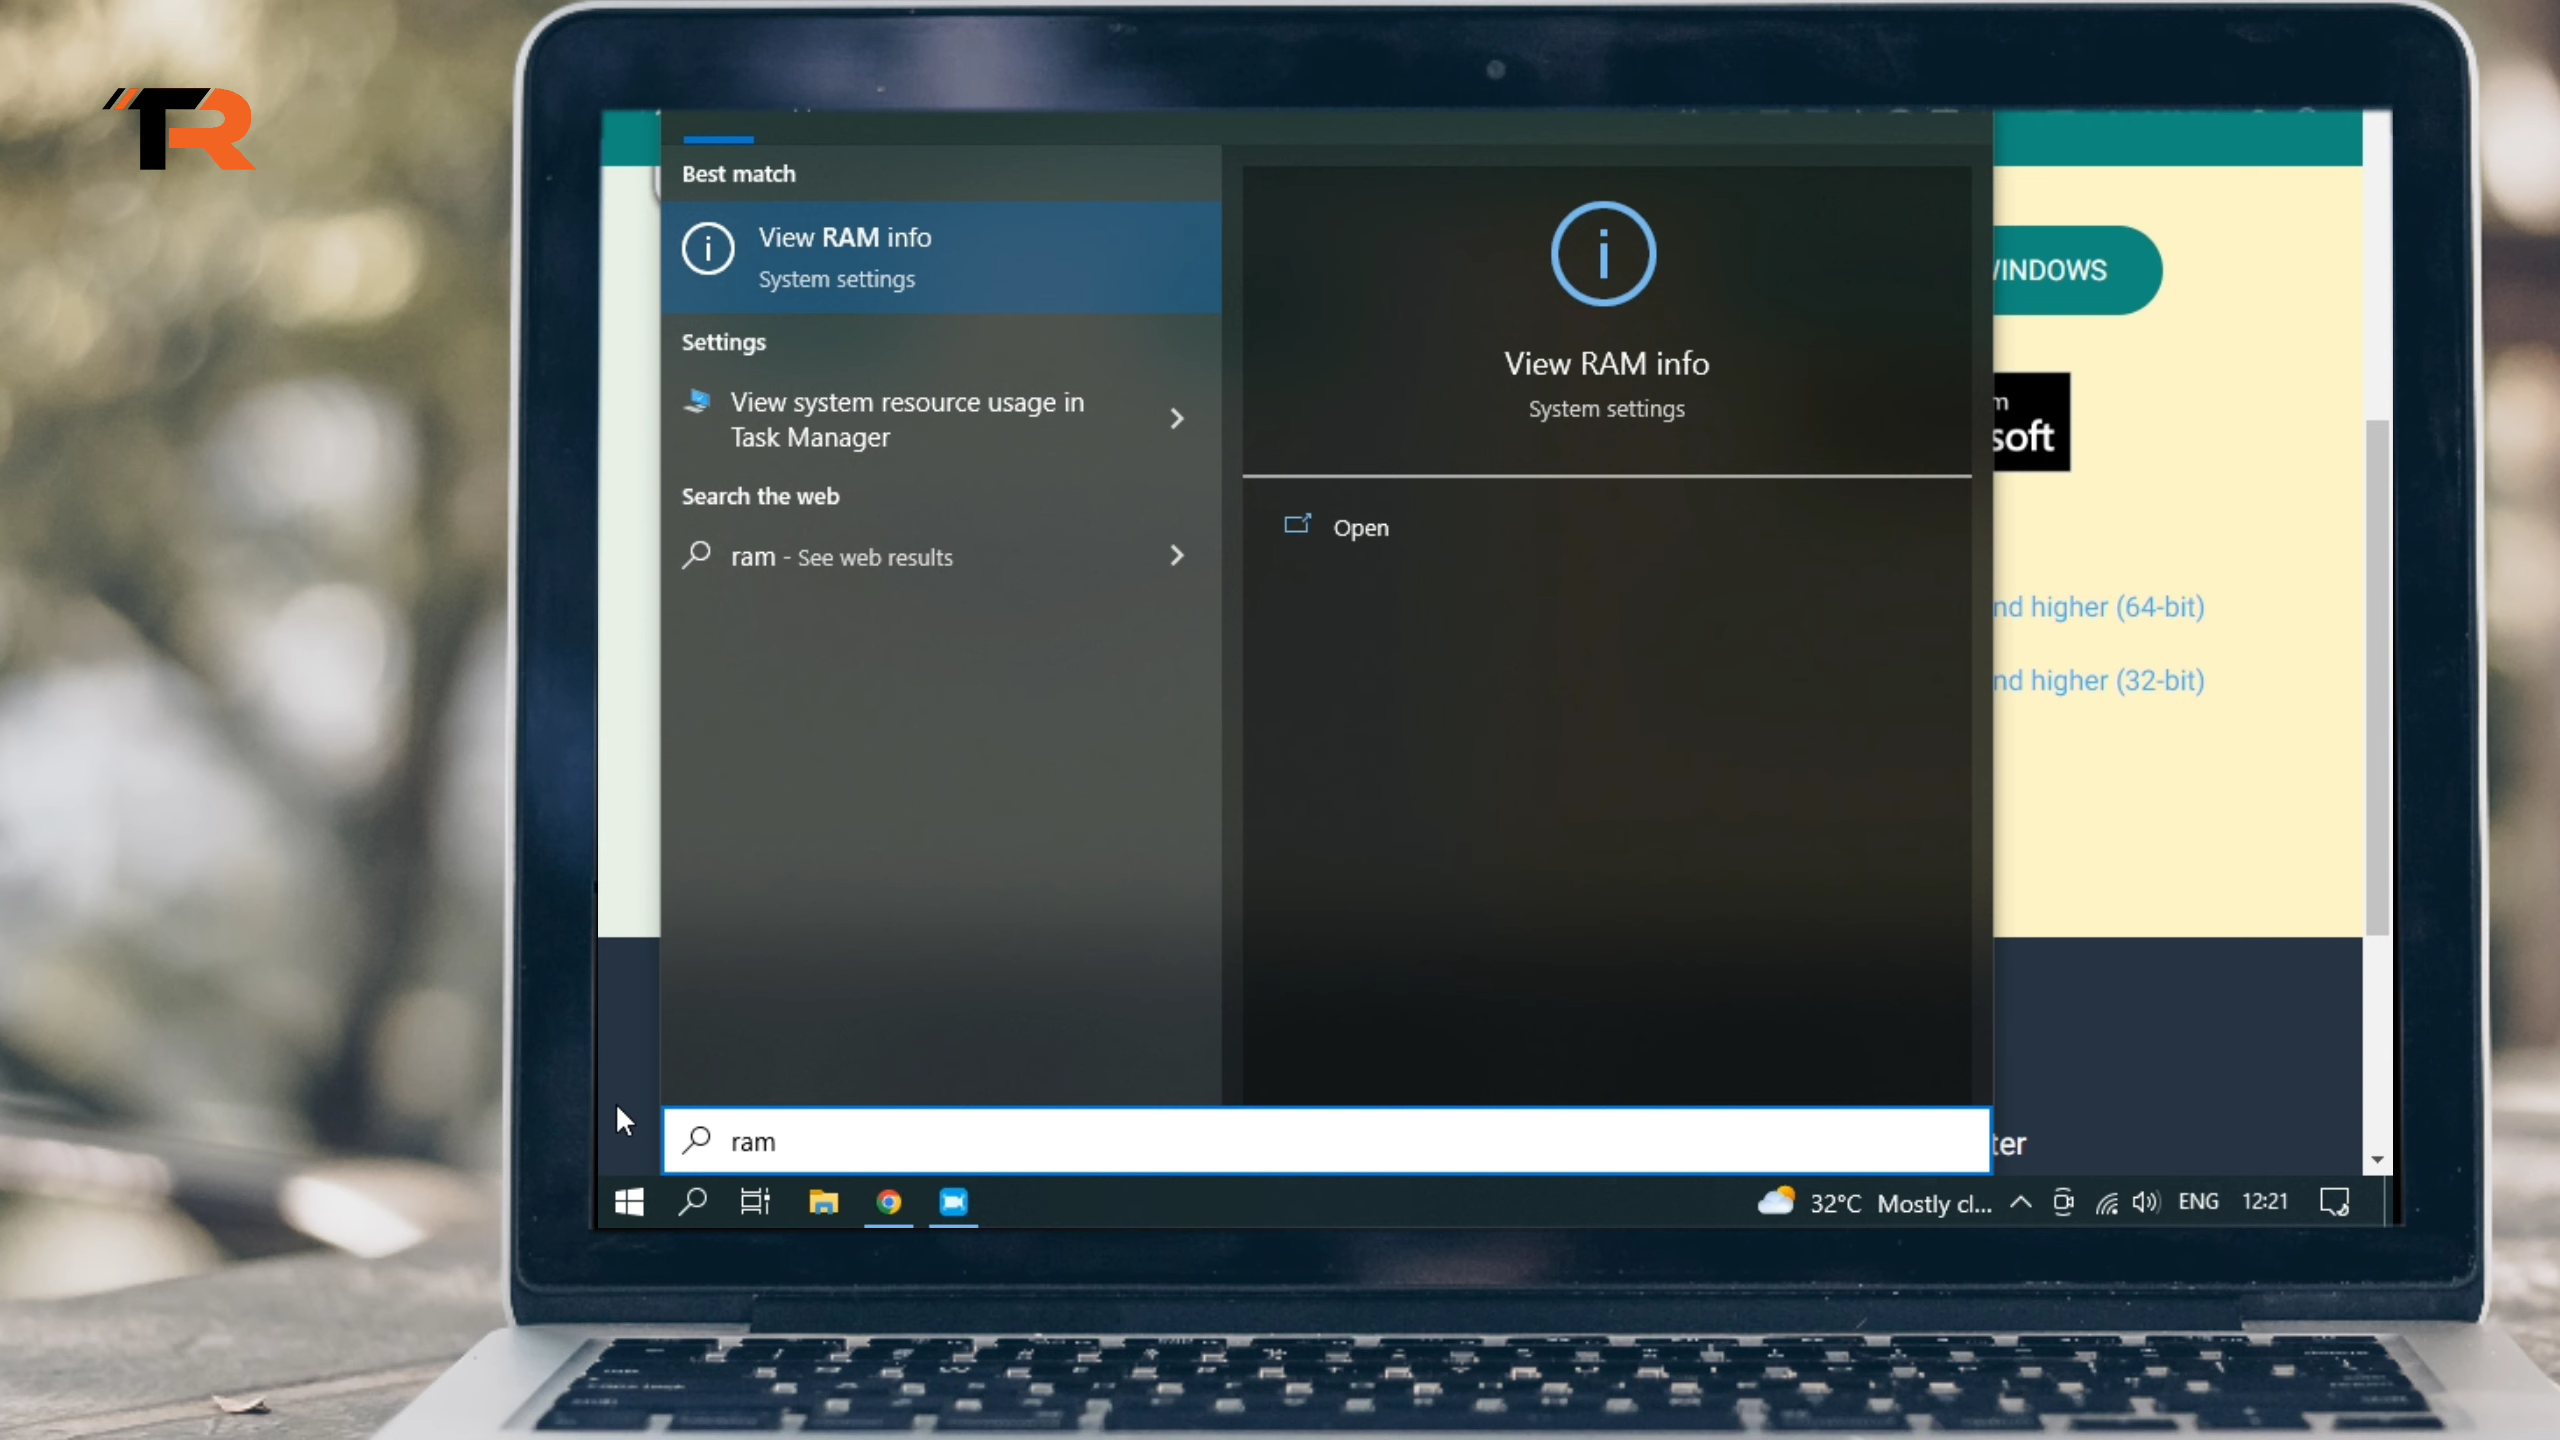 TR
Best match
View RAM info
System settings
Settings
View system resource usage in
Task Manager
Search the web
ram - See web results
View RAM info
System settings
Open
INDOWS
soft
nd higher (64-bit)
nd higher (32-bit)
ter
ram
32°C Mostly cl...
ENG
12:21